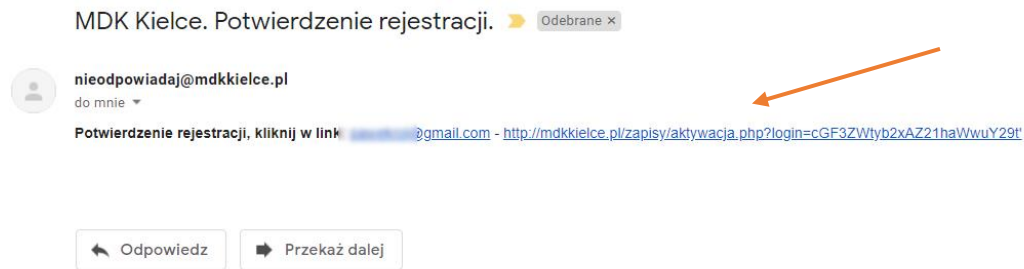 MDK Kielce. Potwierdzenie rejestracji. Odebrane ×
nieodpowiadaj@mdkkielce.pl
do mnie
Potwierdzenie rejestracji, kliknij w link @gmail.com - http://mdkkielce.pl/zapisy/aktywacja.php?login=cGF3ZWtyb2xAZ21haWwuY29t'
Odpowiedz
Przekaż dalej